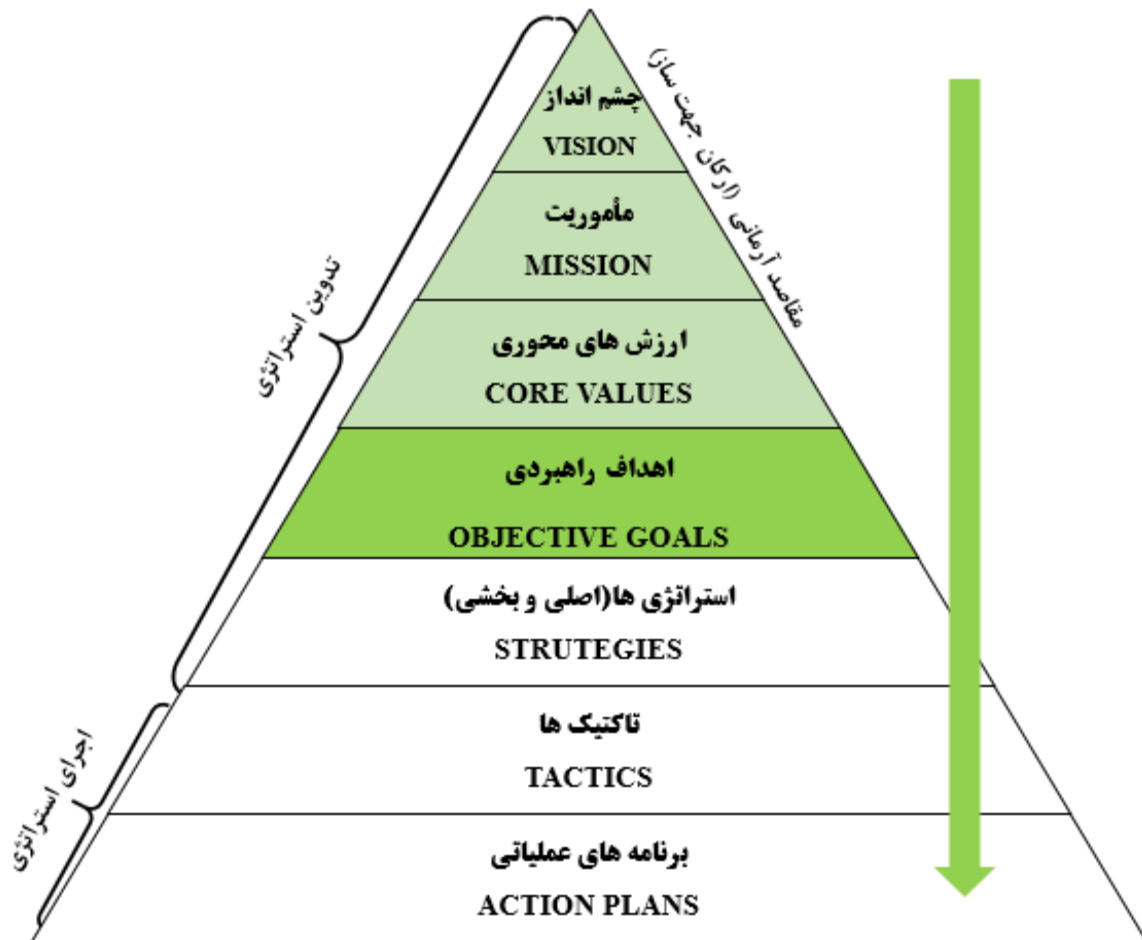 چشم انداز
VISION
مأموریت
MISSION
ارزش های محوری
CORE VALUES
اهداف راهبردی
OBJECTIVE GOALS
استراتژی ها(اصلی و بخشی)
STRUTEGIES
تاکتیک ها
TACTICS
برنامه های عملیاتی
ACTION PLANS
مقاصد آرمانی (ارکان جهت ساز)
تدوین استراتژی
اجرای استراتژی